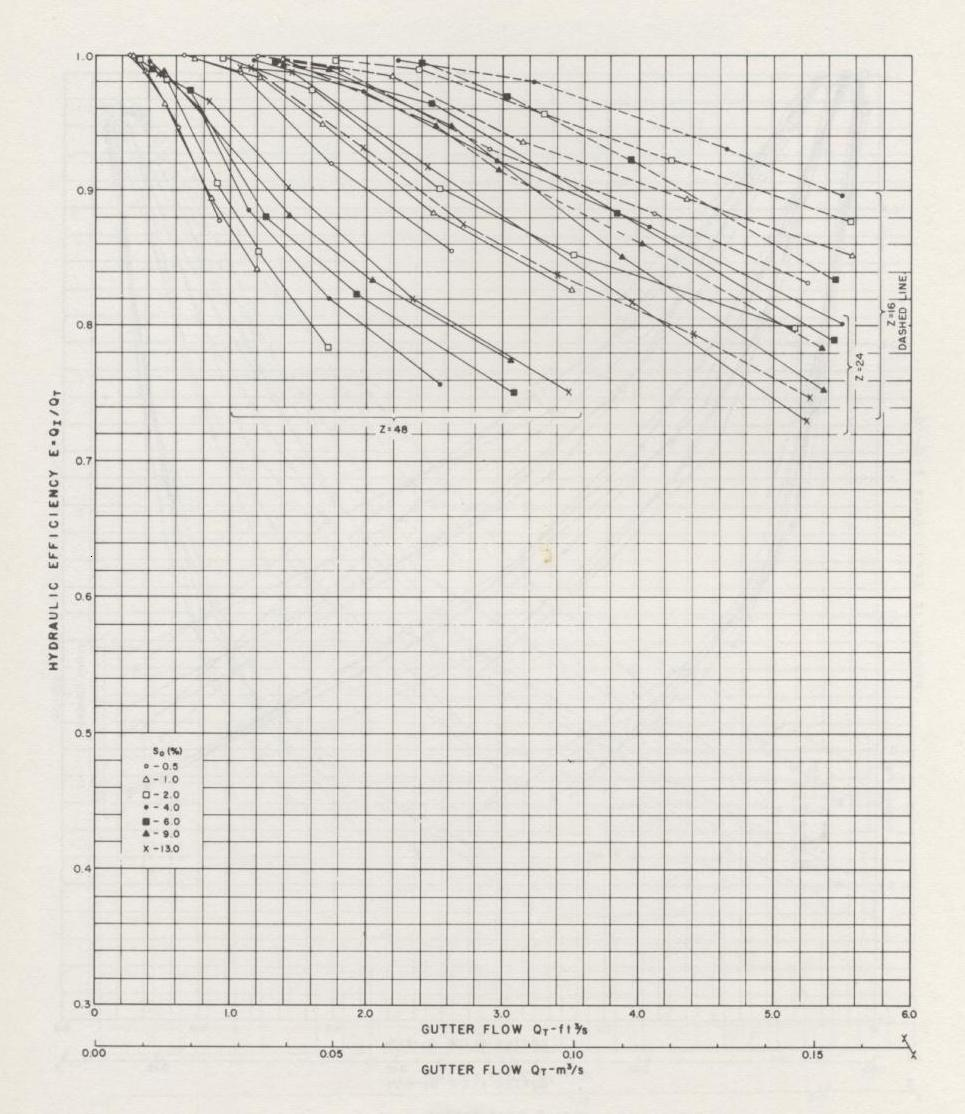 HYDRAULIC EFFICIENCY E=QI/QT
1.0
0.9
0.8
0.7
0.6
0.5
0.4
0.3
Z=16
DASHED LINE
Z=24
Z=48
So (%)
○ - 0.5
△ - 1.0
□ - 2.0
• - 4.0
■ - 6.0
▲ - 9.0
X - 13.0
0 1.0 2.0 3.0 4.0 5.0 6.0
GUTTER FLOW QT-ft³/s
0.00 0.05 0.10 0.15
GUTTER FLOW QT-m³/s